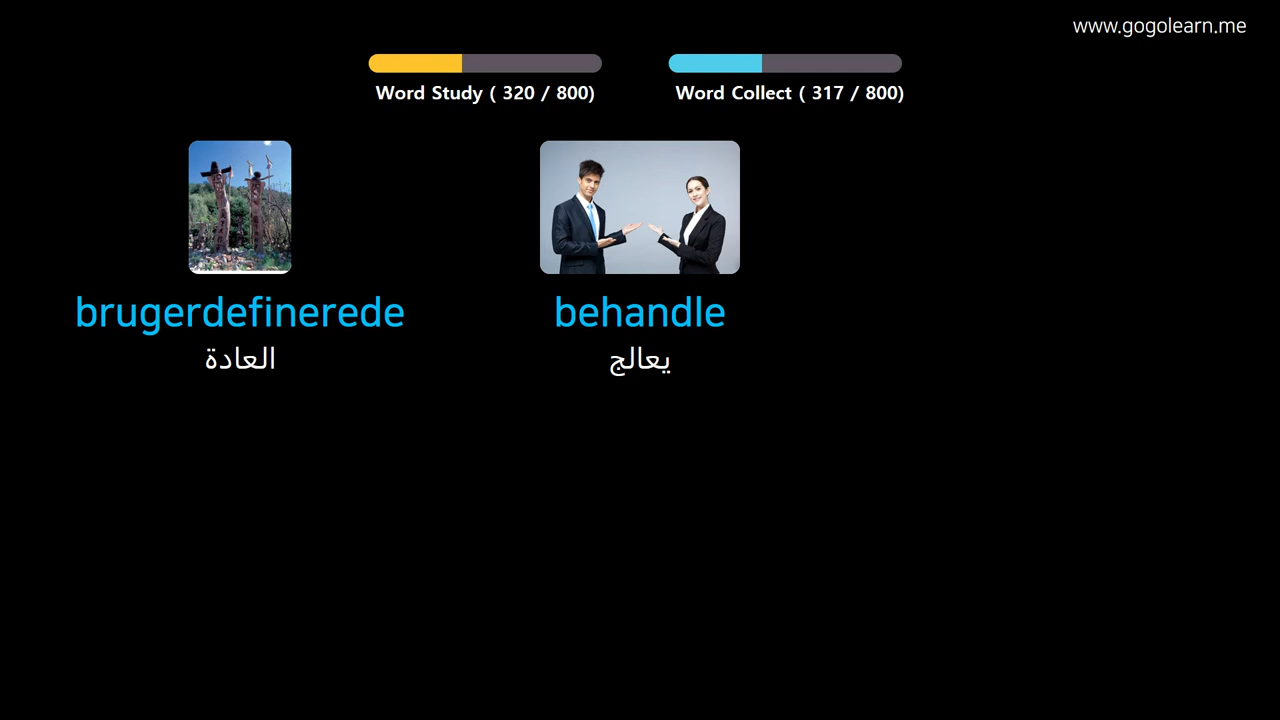 www.gogolearn.me
Word Study ( 320 / 800)
Word Collect ( 317 / 800)
brugerdefinerede
العادة
behandle
يعالج